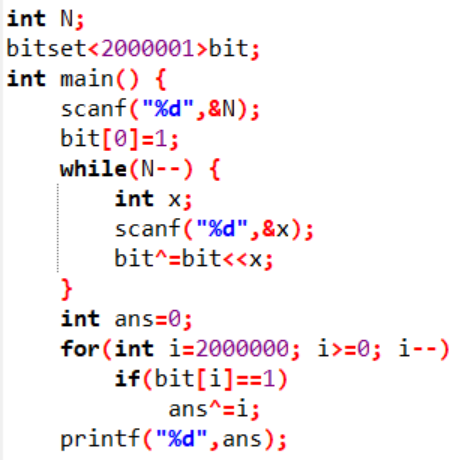 int N;
bitset<2000001>bit;
int main() {
    scanf("%d",&N);
    bit[0]=1;
    while(N--) {
        int x;
        scanf("%d",&x);
        bit^=bit<<x;
    }
    int ans=0;
    for(int i=2000000; i>=0; i--)
        if(bit[i]==1)
            ans^=i;
    printf("%d",ans);